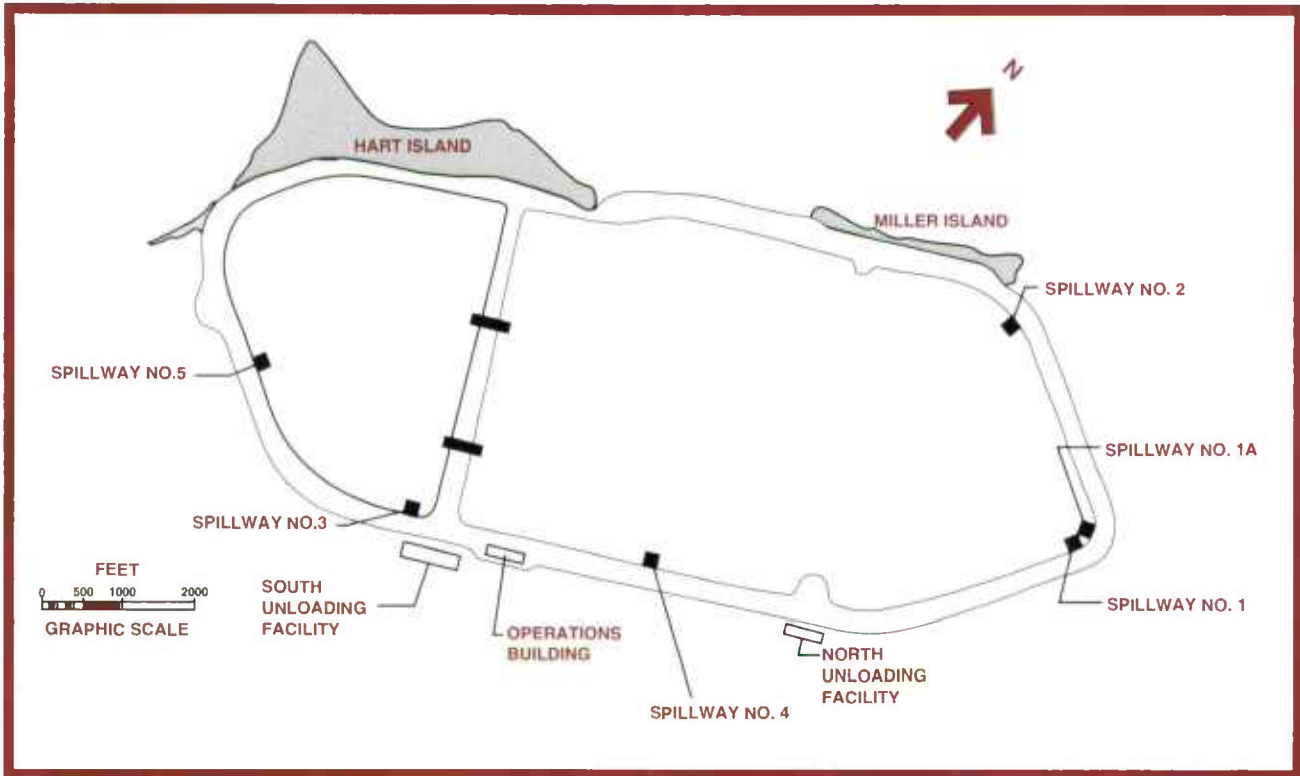 N
HART ISLAND
MILLER ISLAND
SPILLWAY NO. 2
SPILLWAY NO.5
SPILLWAY NO. 1A
SPILLWAY NO.3
FEET
0 500 1000 2000
GRAPHIC SCALE
SOUTH
UNLOADING
FACILITY
OPERATIONS
BUILDING
SPILLWAY NO. 1
NORTH
UNLOADING
FACILITY
SPILLWAY NO. 4